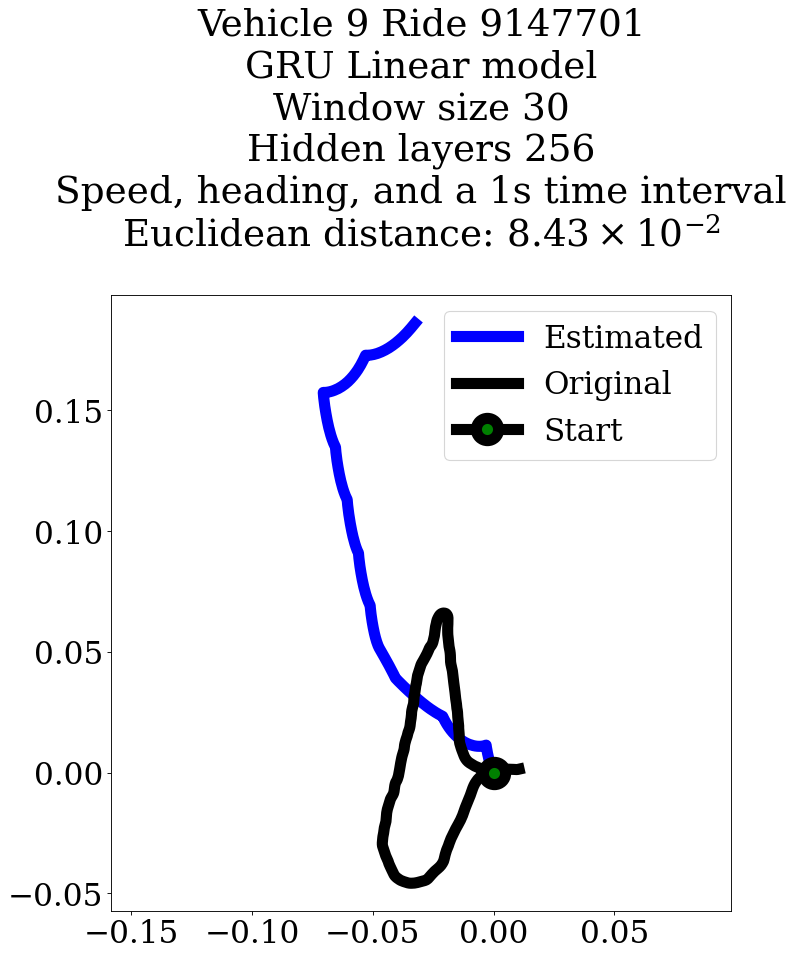 Vehicle 9 Ride 9147701
GRU Linear model
Window size 30
Hidden layers 256
Speed, heading, and a 1s time interval
Euclidean distance: 8.43 × 10⁻²
Estimated
Original
Start
0.15
0.10
0.05
0.00
−0.05
−0.15 −0.10 −0.05 0.00 0.05